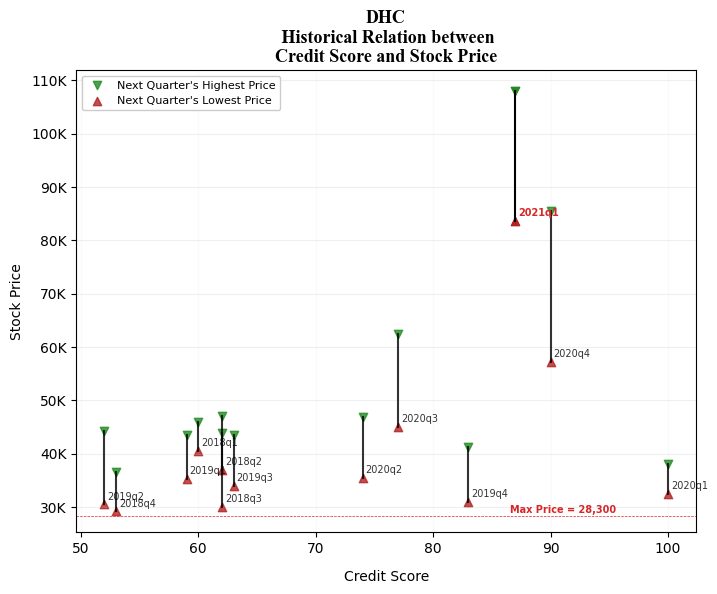 DHC
Historical Relation between
Credit Score and Stock Price
Next Quarter's Highest Price
Next Quarter's Lowest Price
110K
100K
90K
80K
70K
60K
50K
40K
30K
Stock Price
2021q1
2020q4
2020q3
2018q1
2018q2
2019q1
2019q3
2020q2
2019q2
2018q4
2018q3
2019q4
2020q1
Max Price = 28,300
50
60
70
80
90
100
Credit Score